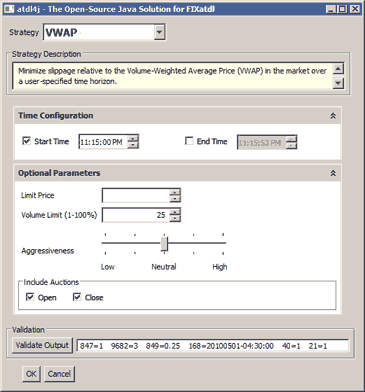 atdl4j - The Open-Source Java Solution for FIXatdl
Strategy VWAP
Strategy Description
Minimize slippage relative to the Volume-Weighted Average Price (VWAP) in the market over
a user-specified time horizon.
Time Configuration
Start Time 11:15:00 PM End Time 11:15:53 PM
Optional Parameters
Limit Price
Volume Limit (1-100%) 25
Aggressiveness
Low Neutral High
Include Auctions
Open Close
Validation
Validate Output 847=1 9682=3 849=0.25 168=20100501-04:30:00 40=1 21=1
OK Cancel